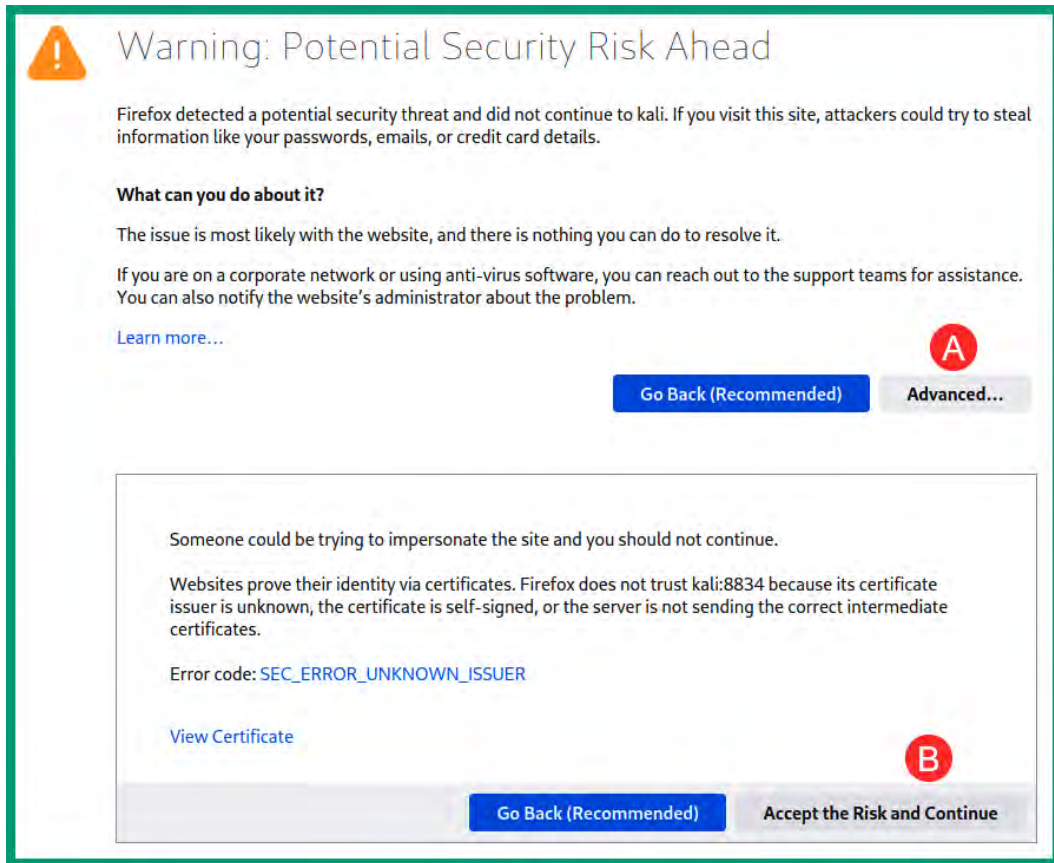 Warning: Potential Security Risk Ahead
Firefox detected a potential security threat and did not continue to kali. If you visit this site, attackers could try to steal
information like your passwords, emails, or credit card details.
What can you do about it?
The issue is most likely with the website, and there is nothing you can do to resolve it.
If you are on a corporate network or using anti-virus software, you can reach out to the support teams for assistance.
You can also notify the website's administrator about the problem.
Learn more…
A
Go Back (Recommended) Advanced…
Someone could be trying to impersonate the site and you should not continue.
Websites prove their identity via certificates. Firefox does not trust kali:8834 because its certificate
issuer is unknown, the certificate is self-signed, or the server is not sending the correct intermediate
certificates.
Error code: SEC_ERROR_UNKNOWN_ISSUER
View Certificate
B
Go Back (Recommended) Accept the Risk and Continue